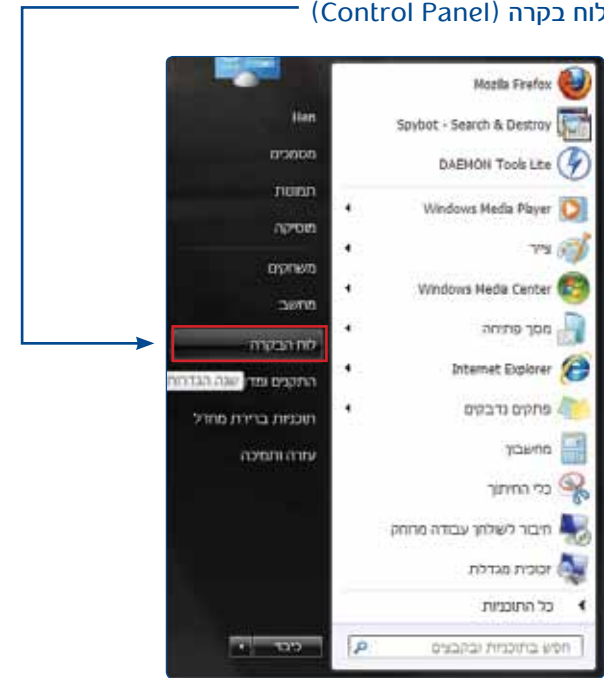 לוח בקרה (Control Panel)
Mozilla Firefox
Spybot - Search & Destroy
DAEMON Tools Lite
Windows Media Player
צייר
Windows Media Center
מסך פתיחה
Internet Explorer
פתקים נדבקים
מחשבון
כלי החיתוך
חיבור לשולחן עבודה מרוחק
זכוכית מגדלת
כל התוכניות
חפש בתוכניות ובקבצים
Ilan
מסמכים
תמונות
מוסיקה
משחקים
מחשב
לוח הבקרה
התקנים ומד
שנה הגדרות
תוכניות ברירת מחדל
עזרה ותמיכה
כיבוי